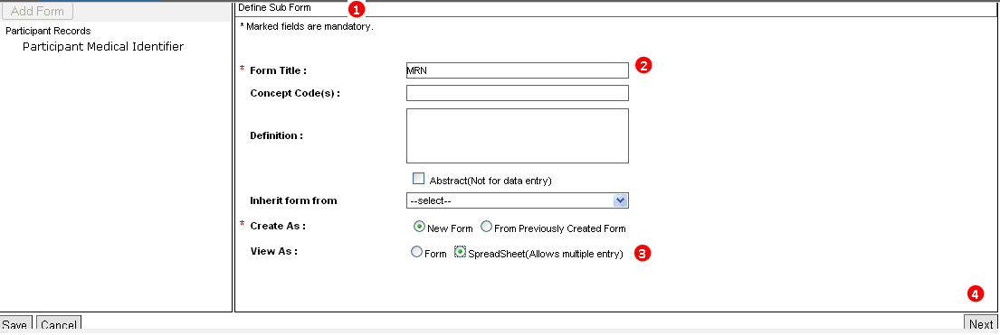 Add Form
Participant Records
Participant Medical Identifier
Define Sub Form 1
* Marked fields are mandatory.
* Form Title : MRN 2
Concept Code(s) :
Definition :
Abstract(Not for data entry)
Inherit form from --select--
* Create As : New Form From Previously Created Form
View As : Form SpreadSheet(Allows multiple entry) 3
4
Save Cancel Next